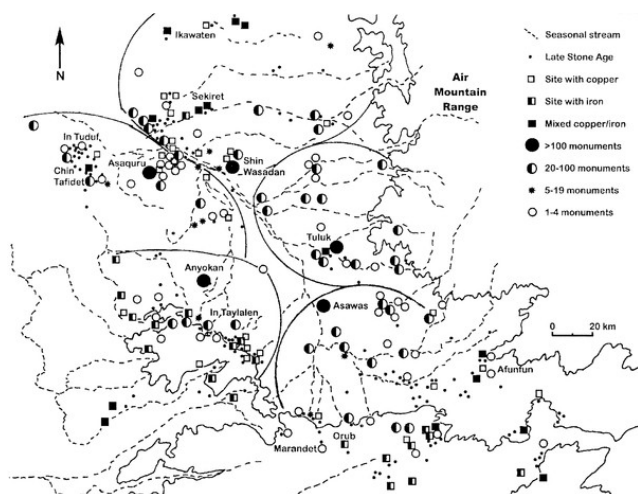 N
Ikawaten
Sekiret
Air
Mountain
Range
In Tuduf
Chin
Tafidet
Asaquru
Shin
Wasadan
Tuluk
Anyokan
Asawas
In Taylalen
Afunfun
Marandet
Orub
Seasonal stream
Late Stone Age
Site with copper
Site with iron
Mixed copper/iron
>100 monuments
20-100 monuments
5-19 monuments
1-4 monuments
0 20 km